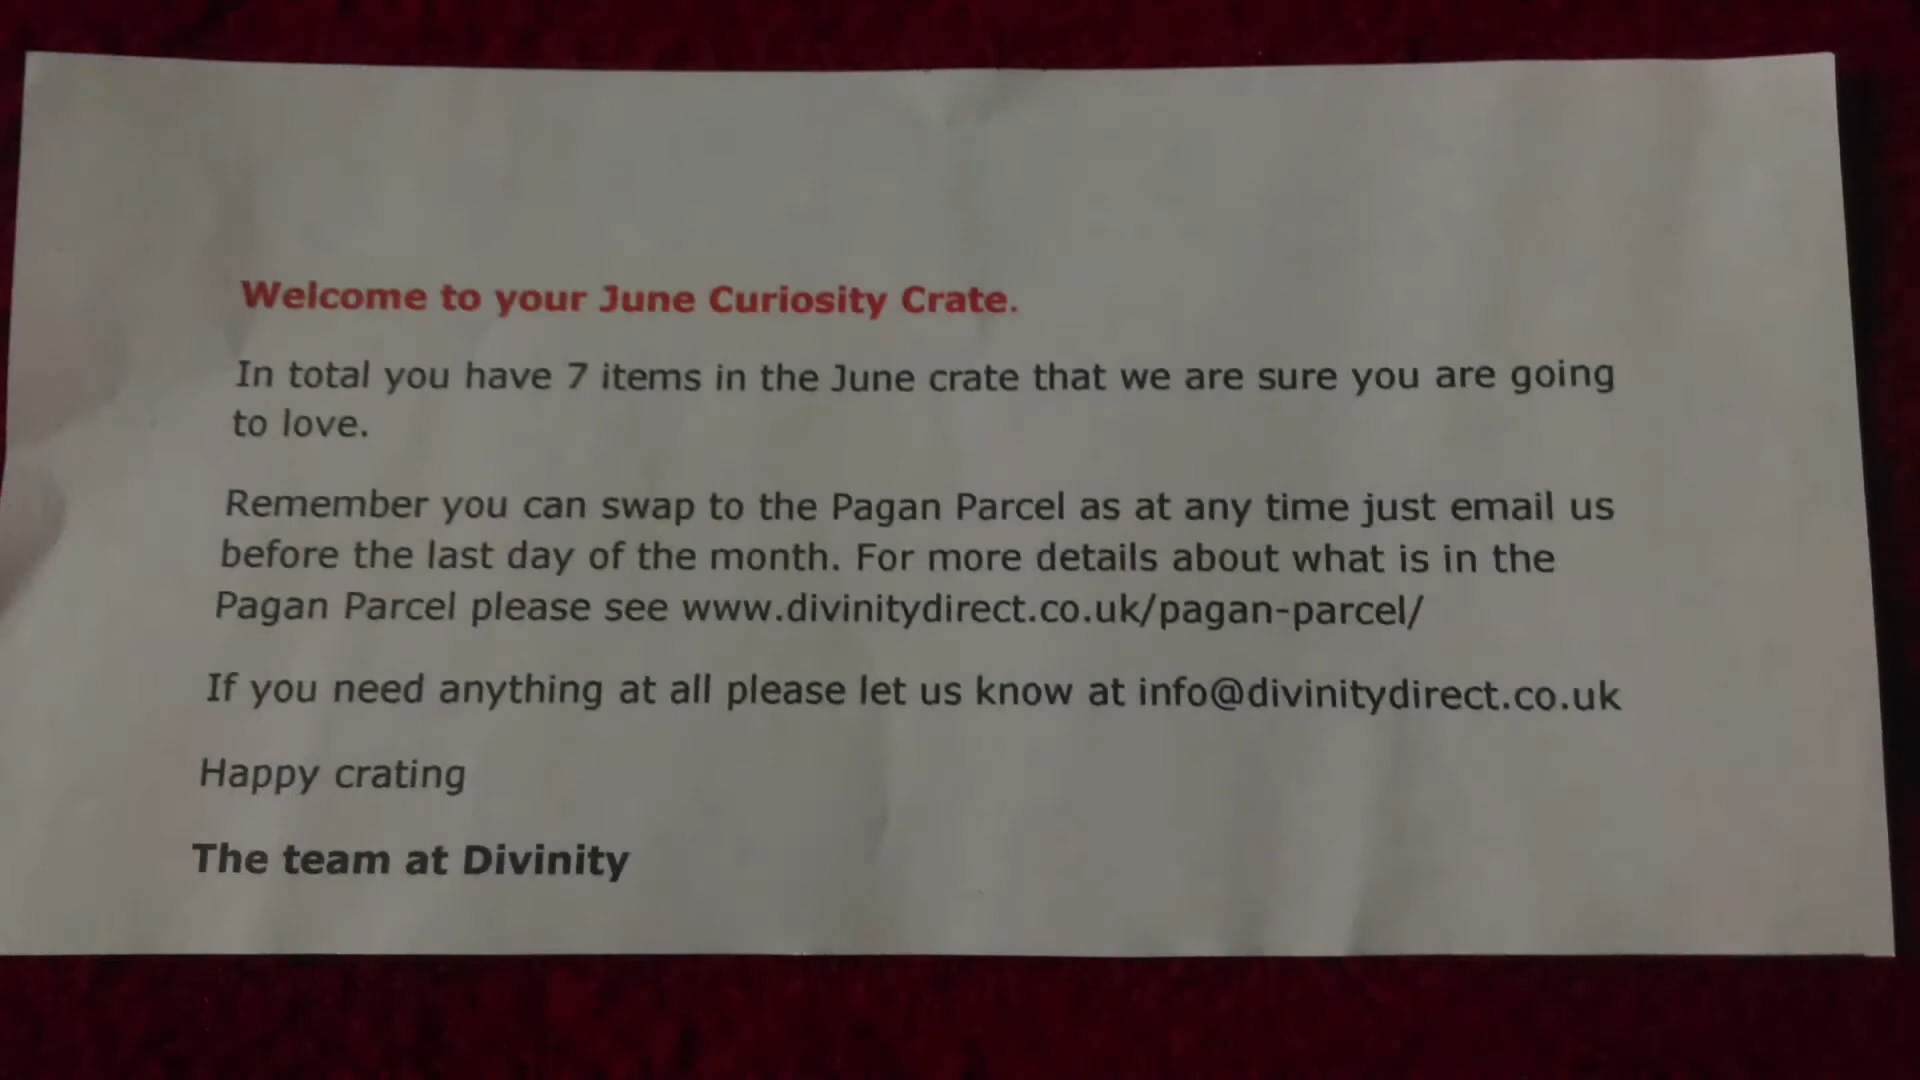 Welcome to your June Curiosity Crate.
In total you have 7 items in the June crate that we are sure you are going
to love.
Remember you can swap to the Pagan Parcel as at any time just email us
before the last day of the month. For more details about what is in the
Pagan Parcel please see www.divinitydirect.co.uk/pagan-parcel/
If you need anything at all please let us know at info@divinitydirect.co.uk
Happy crating
The team at Divinity